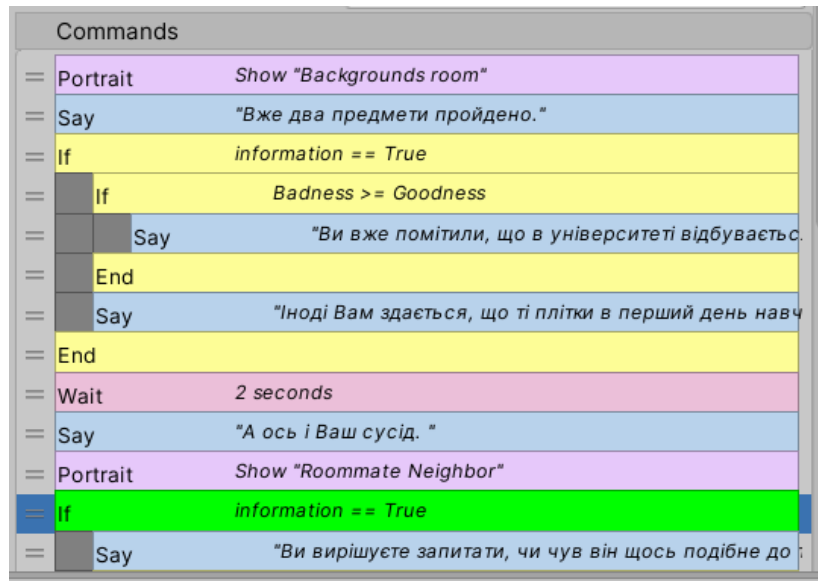 Commands
Portrait Show "Backgrounds room"
Say "Вже два предмети пройдено."
If information == True
If Badness >= Goodness
Say "Ви вже помітили, що в університеті відбуваєтьс
End
Say "Іноді Вам здається, що ті плітки в перший день навч
End
Wait 2 seconds
Say "А ось і Ваш сусід. "
Portrait Show "Roommate Neighbor"
If information == True
Say "Ви вирішуєте запитати, чи чув він щось подібне до